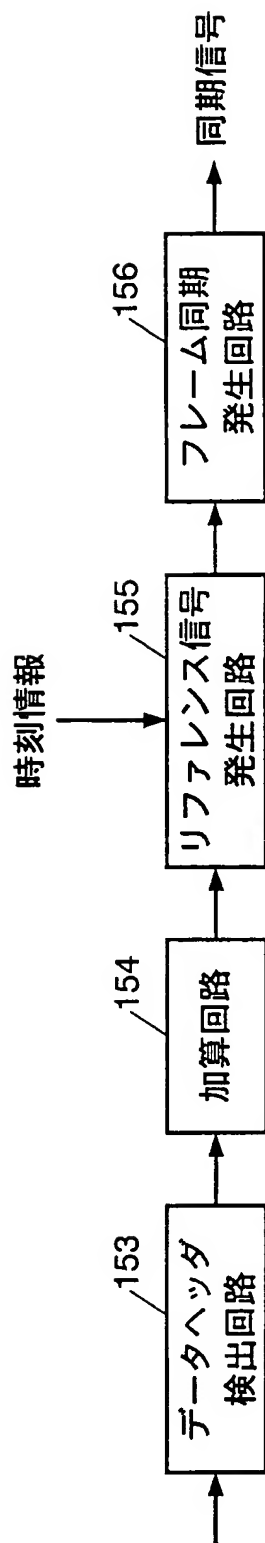 153
データヘッダ
検出回路
154
加算回路
時刻情報
155
リファレンス信号
発生回路
156
フレーム同期
発生回路
同期信号